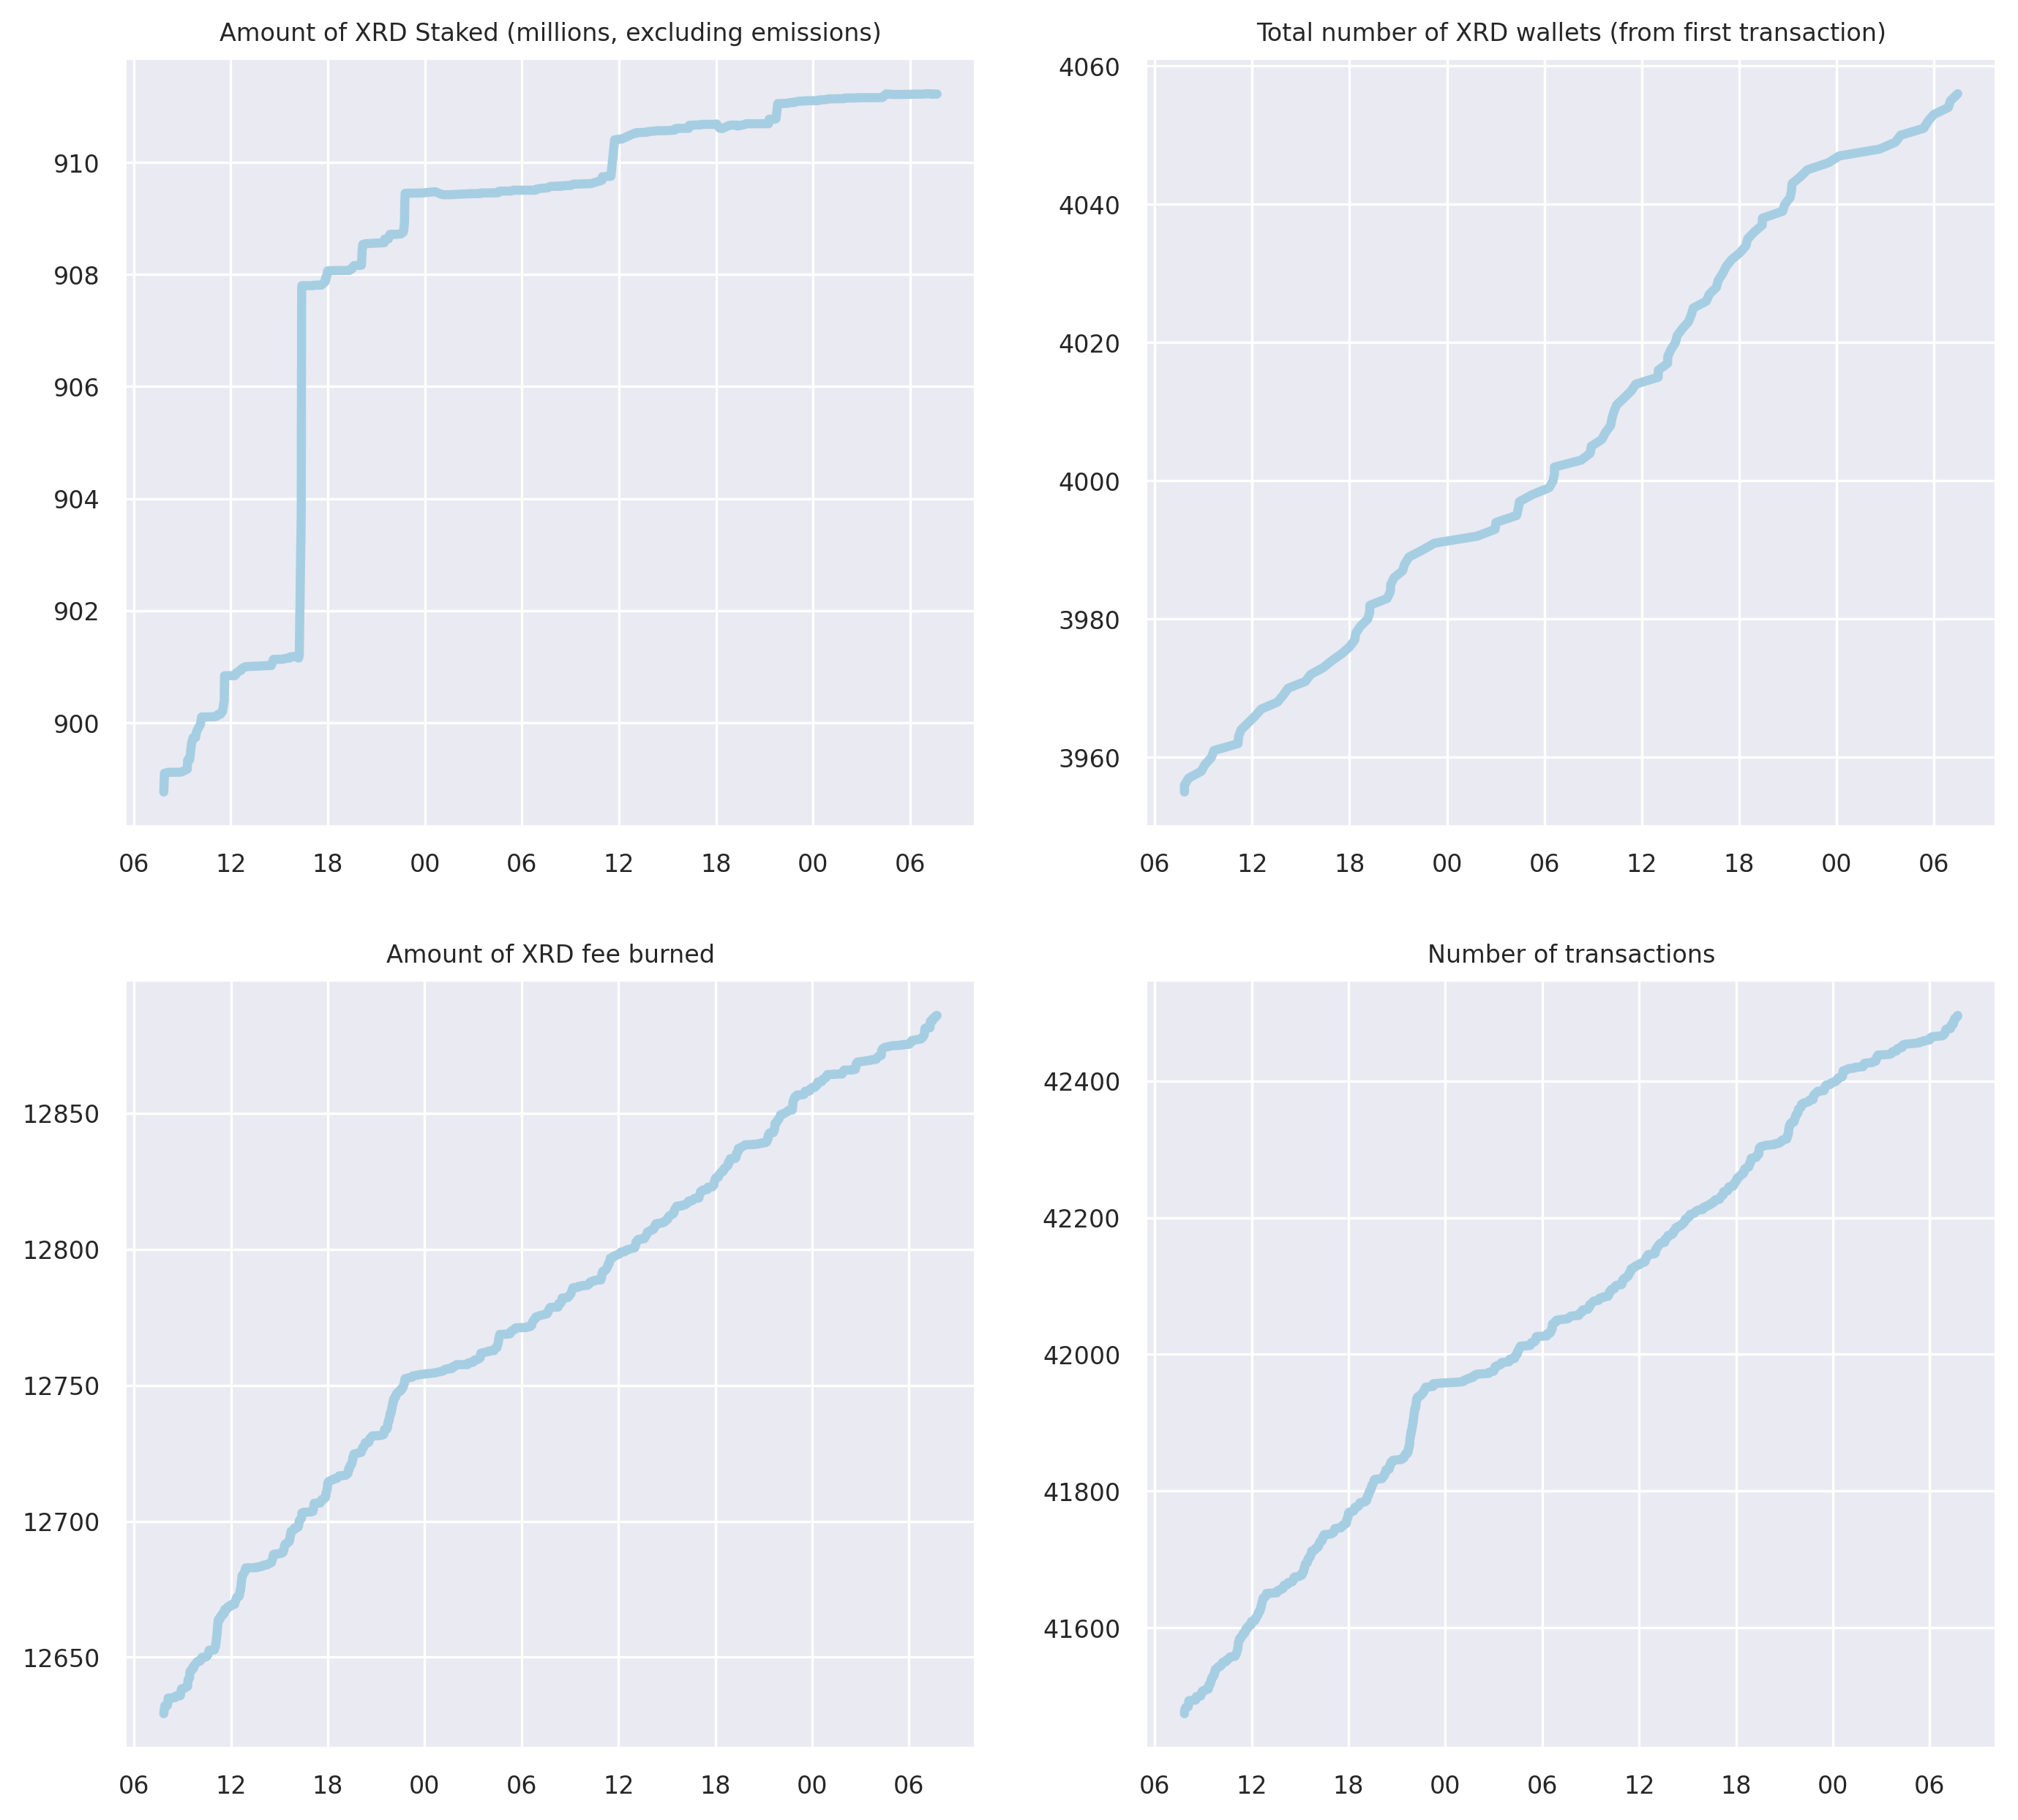 Amount of XRD Staked (millions, excluding emissions)
910
908
906
904
902
900
06 12 18 00 06 12 18 00 06
Total number of XRD wallets (from first transaction)
4060
4040
4020
4000
3980
3960
06 12 18 00 06 12 18 00 06
Amount of XRD fee burned
12850
12800
12750
12700
12650
06 12 18 00 06 12 18 00 06
Number of transactions
42400
42200
42000
41800
41600
06 12 18 00 06 12 18 00 06